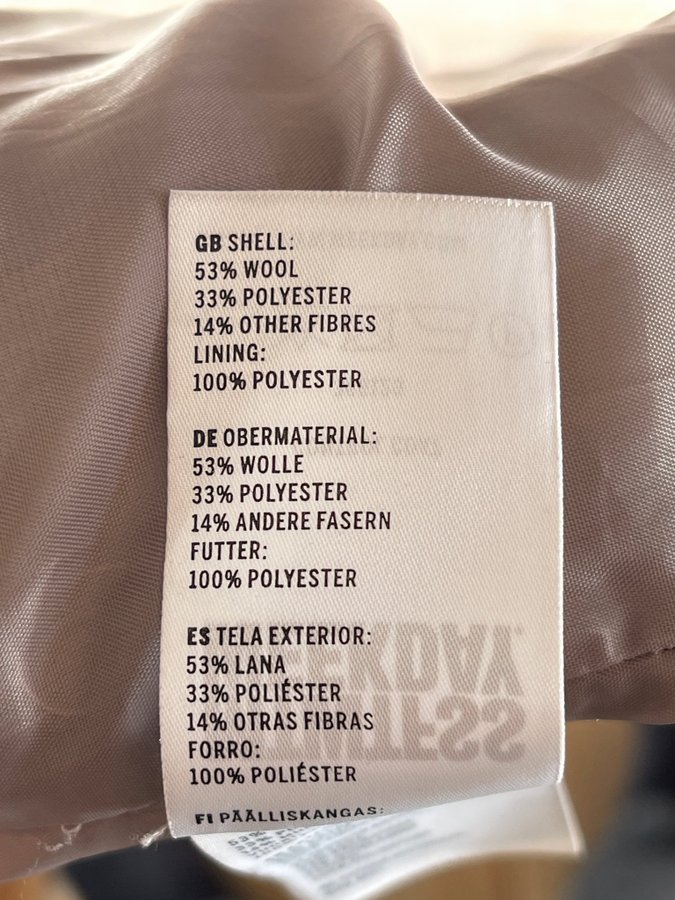 GB SHELL:
53% WOOL
33% POLYESTER
14% OTHER FIBRES
LINING:
100% POLYESTER
DE OBERMATERIAL:
53% WOLLE
33% POLYESTER
14% ANDERE FASERN
FUTTER:
100% POLYESTER
ES TELA EXTERIOR:
53% LANA
33% POLIÉSTER
14% OTRAS FIBRAS
FORRO:
100% POLIÉSTER
FI PÄÄLLISKANGAS: